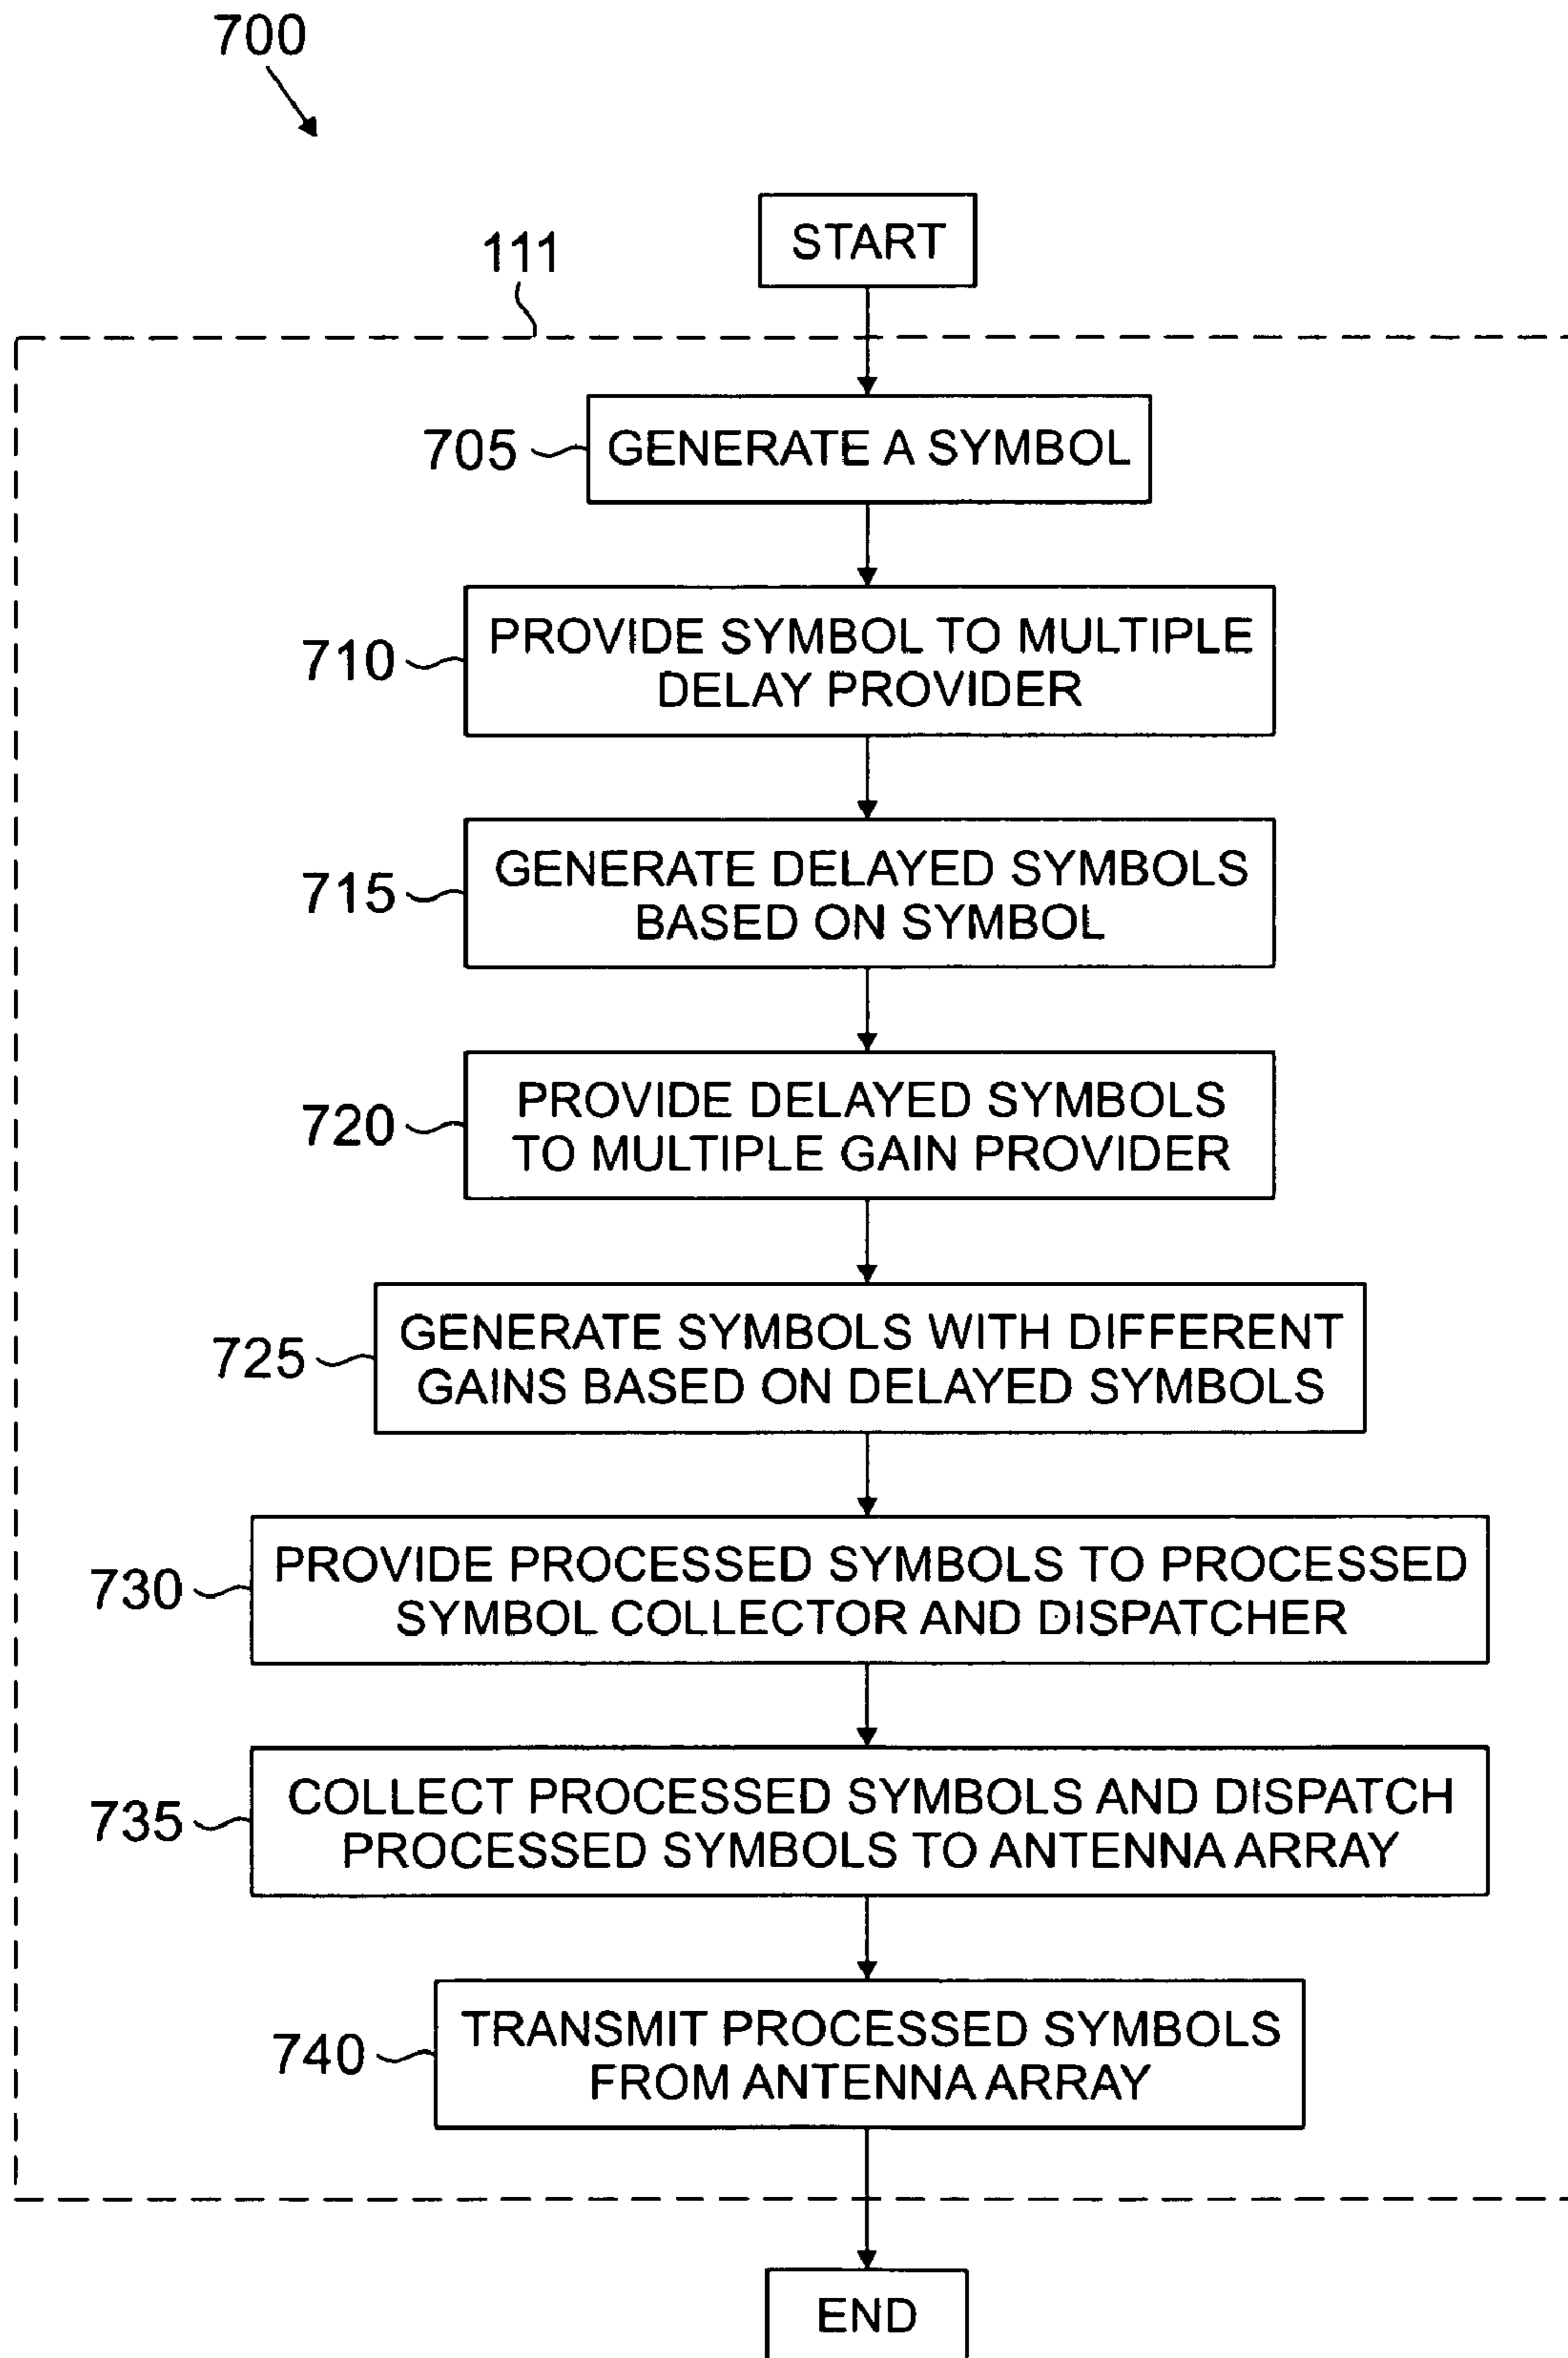 700
START
111
705
GENERATE A SYMBOL
710
PROVIDE SYMBOL TO MULTIPLE
DELAY PROVIDER
715
GENERATE DELAYED SYMBOLS
BASED ON SYMBOL
720
PROVIDE DELAYED SYMBOLS
TO MULTIPLE GAIN PROVIDER
725
GENERATE SYMBOLS WITH DIFFERENT
GAINS BASED ON DELAYED SYMBOLS
730
PROVIDE PROCESSED SYMBOLS TO PROCESSED
SYMBOL COLLECTOR AND DISPATCHER
735
COLLECT PROCESSED SYMBOLS AND DISPATCH
PROCESSED SYMBOLS TO ANTENNA ARRAY
740
TRANSMIT PROCESSED SYMBOLS
FROM ANTENNA ARRAY
END